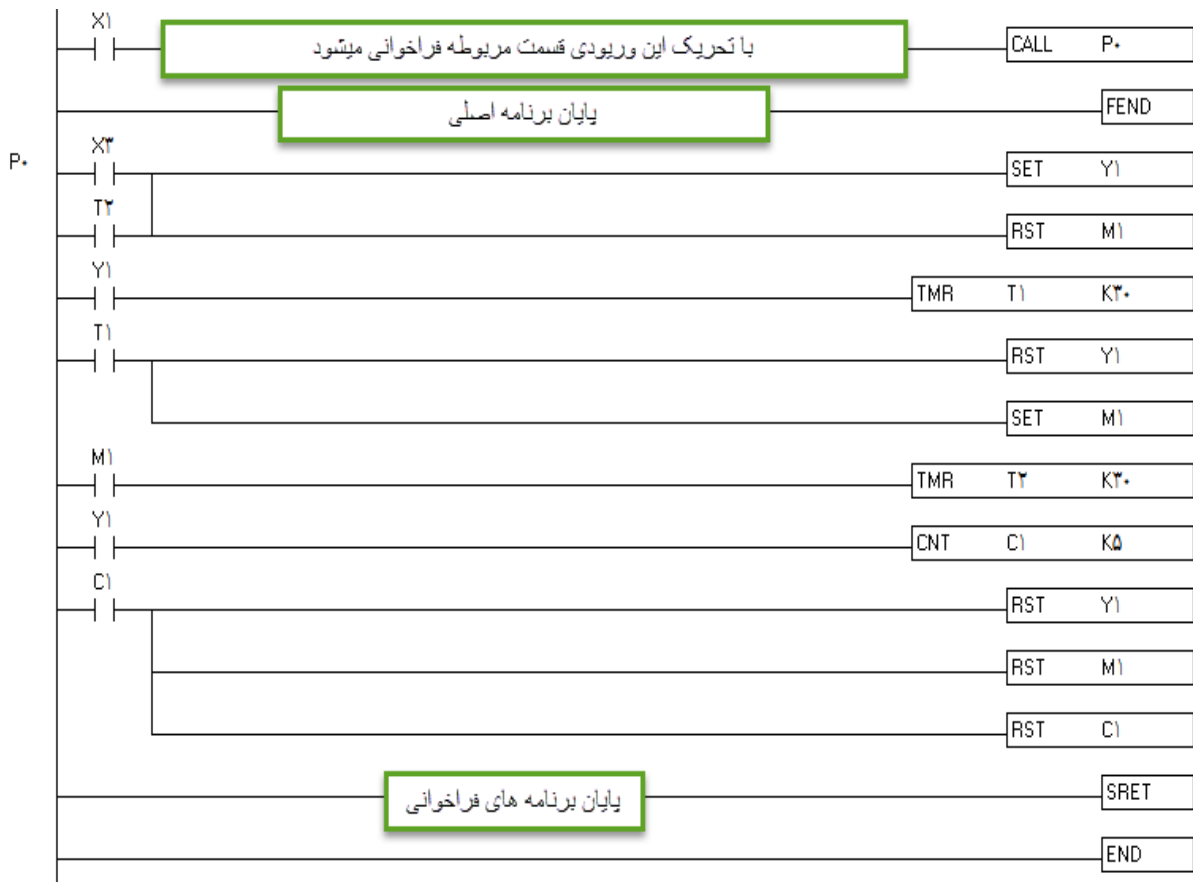 X۱
با تحریک این وریودی قسمت مربوطه فراخوانی میشود
CALL P۰
پایان برنامه اصلی
FEND
P۰
X۳
SET Y۱
T۲
RST M۱
Y۱
TMR T۱ K۳۰
T۱
RST Y۱
SET M۱
M۱
TMR T۲ K۳۰
Y۱
CNT C۱ K۵
C۱
RST Y۱
RST M۱
RST C۱
پایان برنامه های فراخوانی
SRET
END